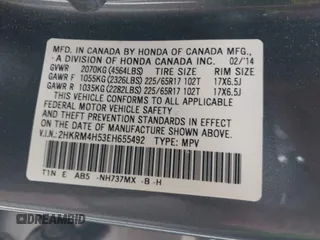 MFD. IN CANADA BY HONDA OF CANADA MFG.,
A DIVISION OF HONDA CANADA INC. 02/'14
GVWR 2070KG(4564LBS) TIRE SIZE RIM SIZE
GAWR F 1055KG(2326LBS) 225/65R17 102T 17X6.5J
GAWR R 1035KG(2282LBS) 225/65R17 102T 17X6.5J
THIS VEHICLE CONFORMS TO ALL APPLICABLE
FEDERAL MOTOR VEHICLE SAFETY, BUMPER,
AND THEFT PREVENTION STANDARDS IN EFFECT
ON THE DATE OF MANUFACTURE SHOWN ABOVE.
V.I.N.: 2HKRM4H53EH655492 TYPE: MPV
T1N E AB5 -NH737MX -B -H